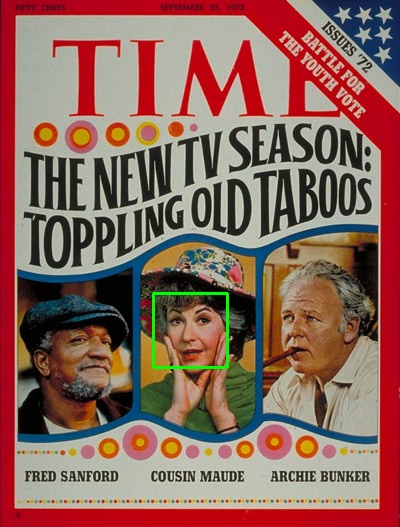 FIFTY CENTS
SEPTEMBER 25, 1972
TIME
ISSUES '72
BATTLE FOR
THE YOUTH VOTE
THE NEW TV SEASON:
TOPPLING OLD TABOOS
FRED SANFORD
COUSIN MAUDE
ARCHIE BUNKER